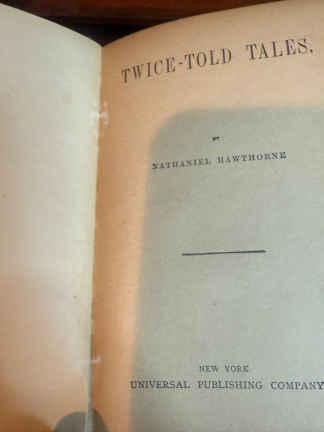 TWICE-TOLD TALES,
BY
NATHANIEL HAWTHORNE
NEW YORK
UNIVERSAL PUBLISHING COMPANY